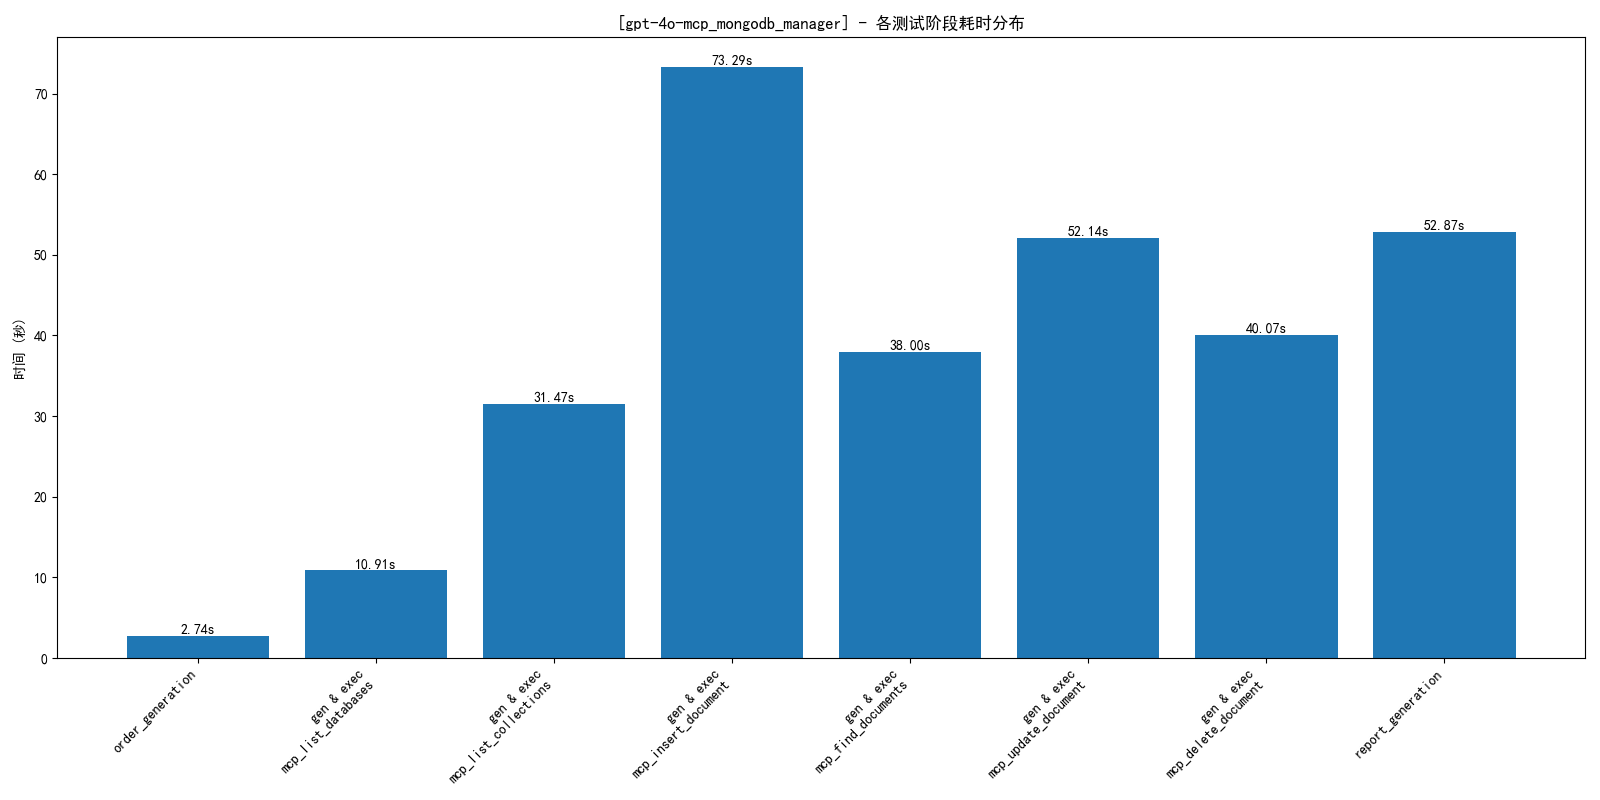 [gpt-4o-mcp_mongodb_manager] - 各测试阶段耗时分布
时间 (秒)
70
60
50
40
30
20
10
0
2.74s
10.91s
31.47s
73.29s
38.00s
52.14s
40.07s
52.87s
order_generation
gen & exec
mcp_list_databases
gen & exec
mcp_list_collections
gen & exec
mcp_insert_document
gen & exec
mcp_find_documents
gen & exec
mcp_update_document
gen & exec
mcp_delete_document
report_generation